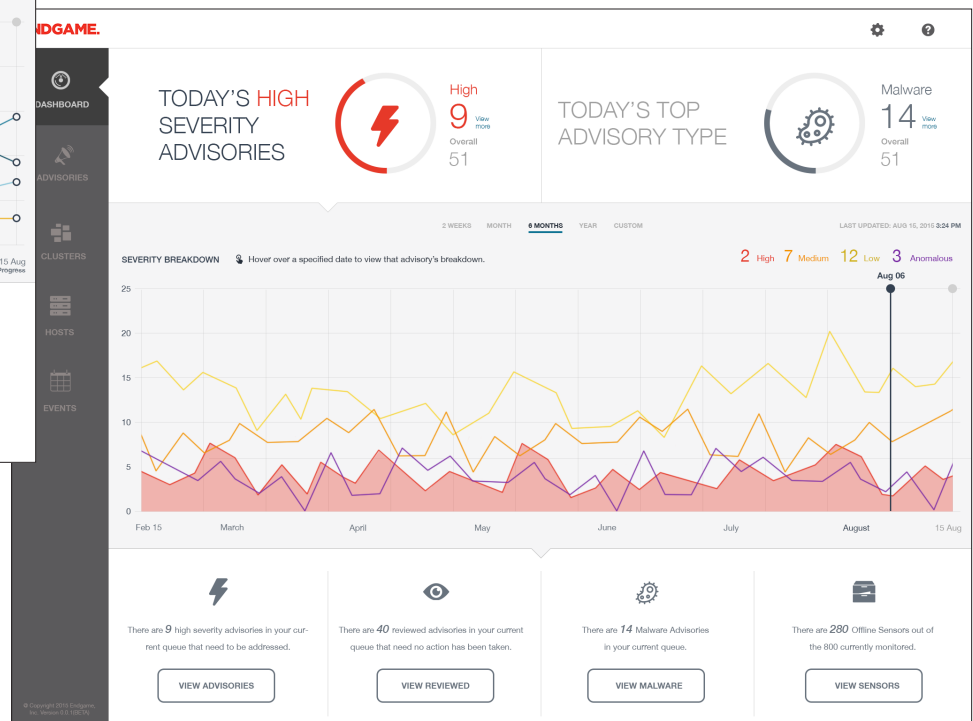 NDGAME.
DASHBOARD
ADVISORIES
CLUSTERS
HOSTS
EVENTS
15 Aug
Progress
TODAY'S HIGH
SEVERITY
ADVISORIES
High
9 View more
Overall
51
TODAY'S TOP
ADVISORY TYPE
Malware
14 View more
Overall
51
2 WEEKS MONTH 6 MONTHS YEAR CUSTOM
LAST UPDATED: AUG 15, 2015 3:24 PM
SEVERITY BREAKDOWN Hover over a specified date to view that advisory's breakdown.
2 High 7 Medium 12 Low 3 Anomalous
Aug 06
25
20
15
10
5
0
Feb 15 March April May June July August 15 Aug
There are 9 high severity advisories in your cur-
rent queue that need to be addressed.
VIEW ADVISORIES
There are 40 reviewed advisories in your current
queue that need no action has been taken.
VIEW REVIEWED
There are 14 Malware Advisories
in your current queue.
VIEW MALWARE
There are 280 Offline Sensors out of
the 800 currently monitored.
VIEW SENSORS
© Copyright 2015 Endgame,